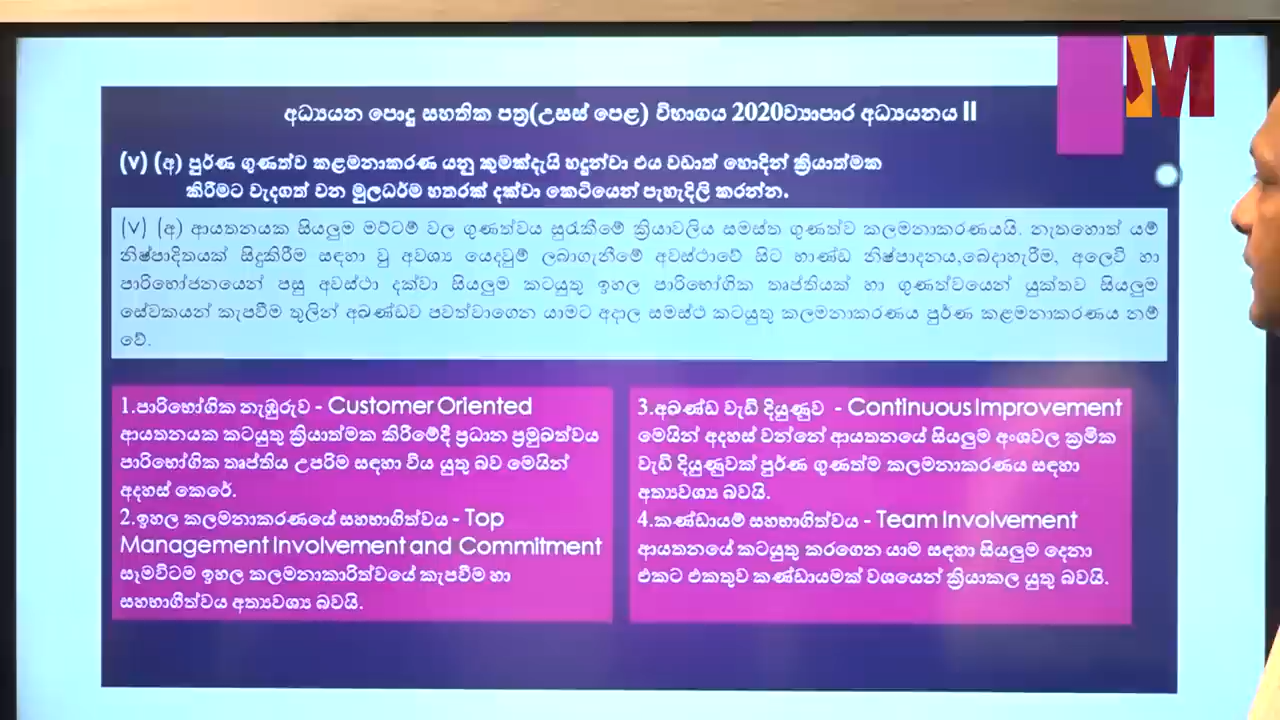 අධ්‍යයන පොදු සහතික පත්‍ර(උසස් පෙළ) විභාගය 2020ව්‍යාපාර අධ්‍යයනය II
(v) (අ) පුර්ණ ගුණත්ව කළමනාකරණ යනු කුමක්දැයි හදුන්වා එය වඩාත් හොදින් ක්‍රියාත්මක
කිරීමට වැදගත් වන මුලධර්ම හතරක් දක්වා කෙටියෙන් පැහැදිලි කරන්න.
(v) (අ) ආයතනයක සියලුම මට්ටම් වල ගුණත්වය සුරැකීමේ ක්‍රියාවලිය සමස්ත ගුණත්ව කලමනාකරණයයි. නැතහොත් යම්
නිෂ්පාදිතයක් සිදුකිරීම සඳහා වු අවශ්‍ය යෙදවුම් ලබාගැනීමේ අවස්ථාවේ සිට භාණ්ඩ නිෂ්පාදනය,බෙදාහැරීම, අලෙවි හා
පාරිභෝජනයෙන් පසු අවස්ථා දක්වා සියලුම කටයුතු ඉහල පාරිභෝගික තෘප්තියක් හා ගුණත්වයෙන් යුක්තව සියලුම
සේවකයන් කැපවීම තුලින් අඛණ්ඩව පවත්වාගෙන යාමට අදාල සමස්ථ කටයුතු කලමනාකරණය පුර්ණ කළමනාකරණය නම්
වේ.
1.පාරිභෝගික නැඹුරුව - Customer Oriented
ආයතනයක කටයුතු ක්‍රියාත්මක කිරීමේදී ප්‍රධාන ප්‍රමුඛත්වය
පාරිභෝගික තෘප්තිය උපරිම සඳහා විය යුතු බව මෙයින්
අදහස් කෙරේ.
2.ඉහල කලමනාකරණයේ සහභාගිත්වය - Top
Management Involvement and Commitment
සෑමවිටම ඉහල කලමනාකාරිත්වයේ කැපවීම හා
සහභාගීත්වය අත්‍යවශ්‍ය බවයි.
3.අඛණ්ඩ වැඩි දියුණුව - Continuous Improvement
මෙයින් අදහස් වන්නේ ආයතනයේ සියලුම අංශවල ක්‍රමික
වැඩි දියුණුවක් පුර්ණ ගුණත්ම කලමනාකරණය සඳහා
අත්‍යවශ්‍ය බවයි.
4.කණ්ඩායම් සහභාගිත්වය - Team Involvement
ආයතනයේ කටයුතු කරගෙන යාම සඳහා සියලුම දෙනා
එකට එකතුව කණ්ඩායමක් වශයෙන් ක්‍රියාකල යුතු බවයි.